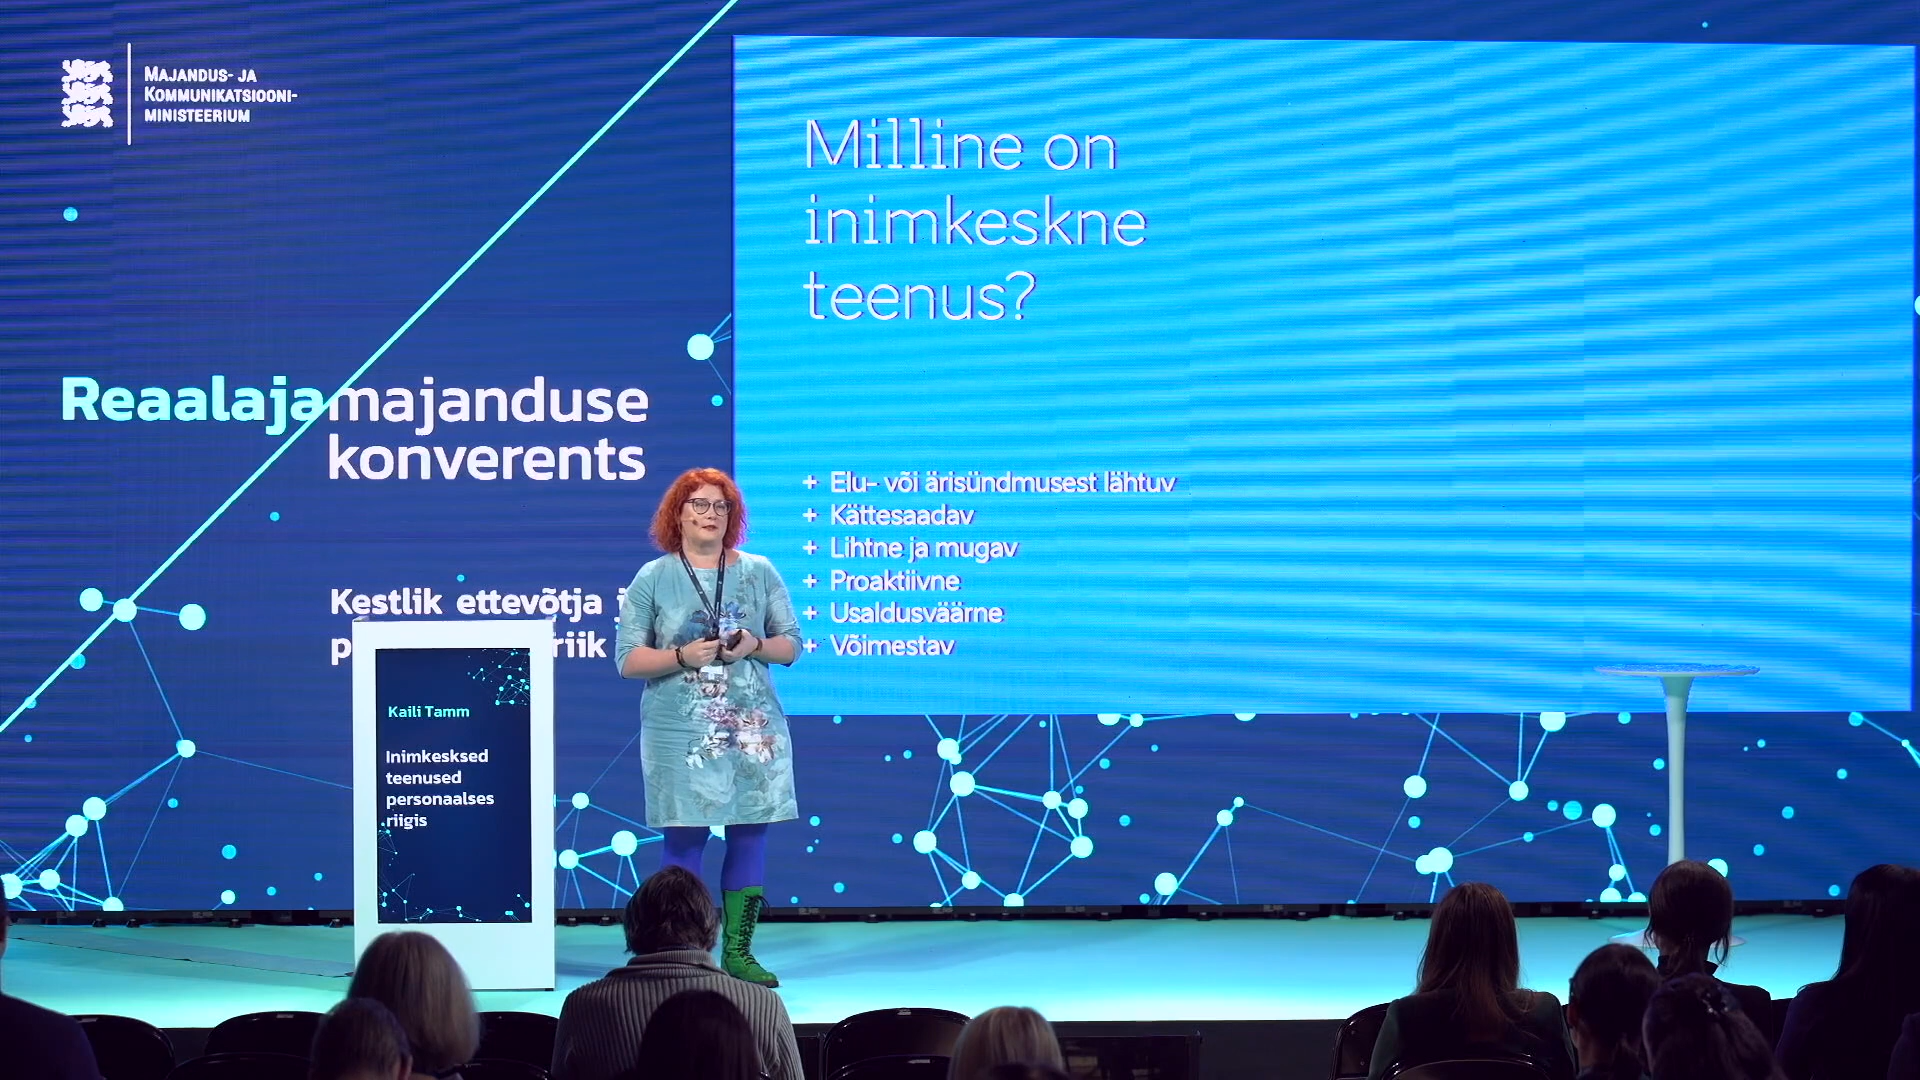 MAJANDUS- JA
KOMMUNIKATSIOONI-
MINISTEERIUM
Reaalajamajanduse
konverents
Kestlik ettevõtja
riik
Milline on
inimkeskne
teenus?
+ Elu- või ärisündmusest lähtuv
+ Kättesaadav
+ Lihtne ja mugav
+ Proaktiivne
+ Usaldusväärne
+ Võimestav
Kaili Tamm
Inimkesksed
teenused
personaalses
riigis